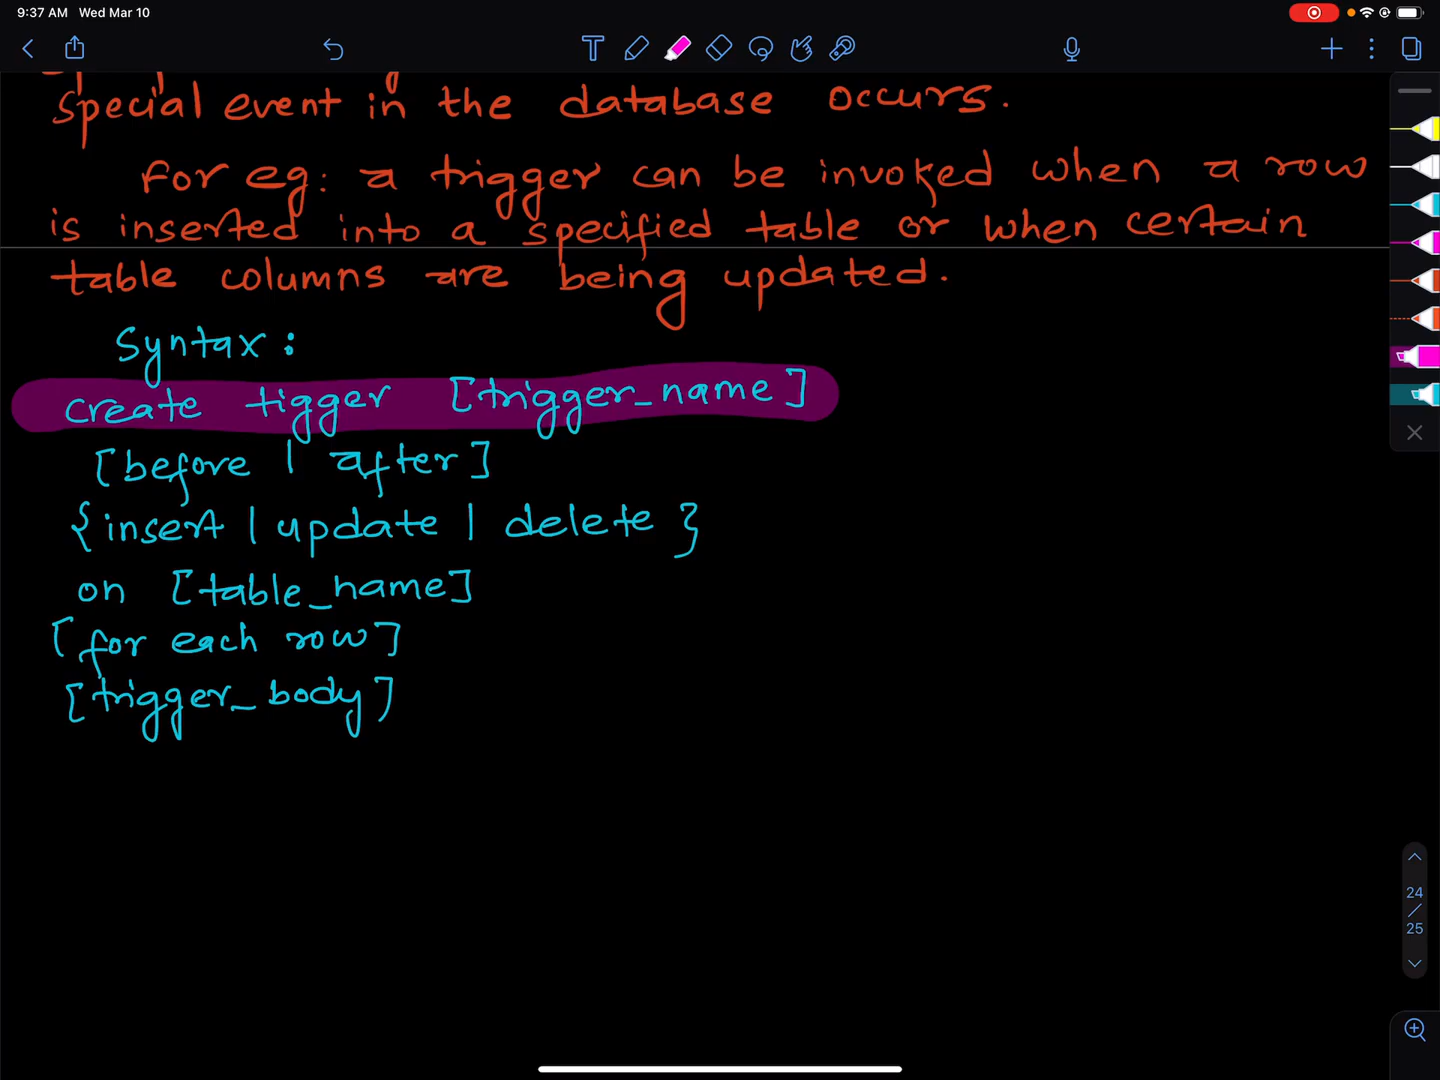 9:37 AM Wed Mar 10
special event in the database occurs.
For eg: a trigger can be invoked when a row
is inserted into a specified table or when certain
table columns are being updated.
Syntax:
create tigger [trigger_name]
[before | after]
{insert | update | delete }
on [table_name]
[for each row]
[trigger_body]
24
/
25